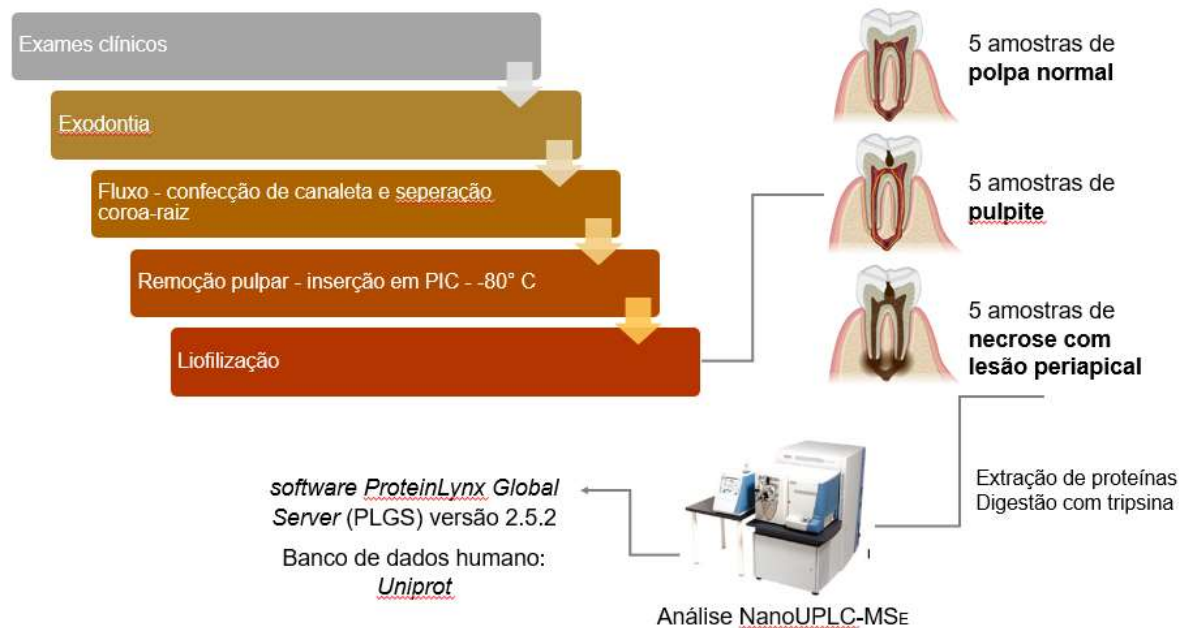 Exames clínicos
Exodontia
Fluxo - confecção de canaleta e seperação
coroa-raiz
Remoção pulpar - inserção em PIC - -80° C
Liofilização
5 amostras de
polpa normal
5 amostras de
pulpite
5 amostras de
necrose com
lesão periapical
Extração de proteínas
Digestão com tripsina
Análise NanoUPLC-MSE
software ProteinLynx Global
Server (PLGS) versão 2.5.2
Banco de dados humano:
Uniprot